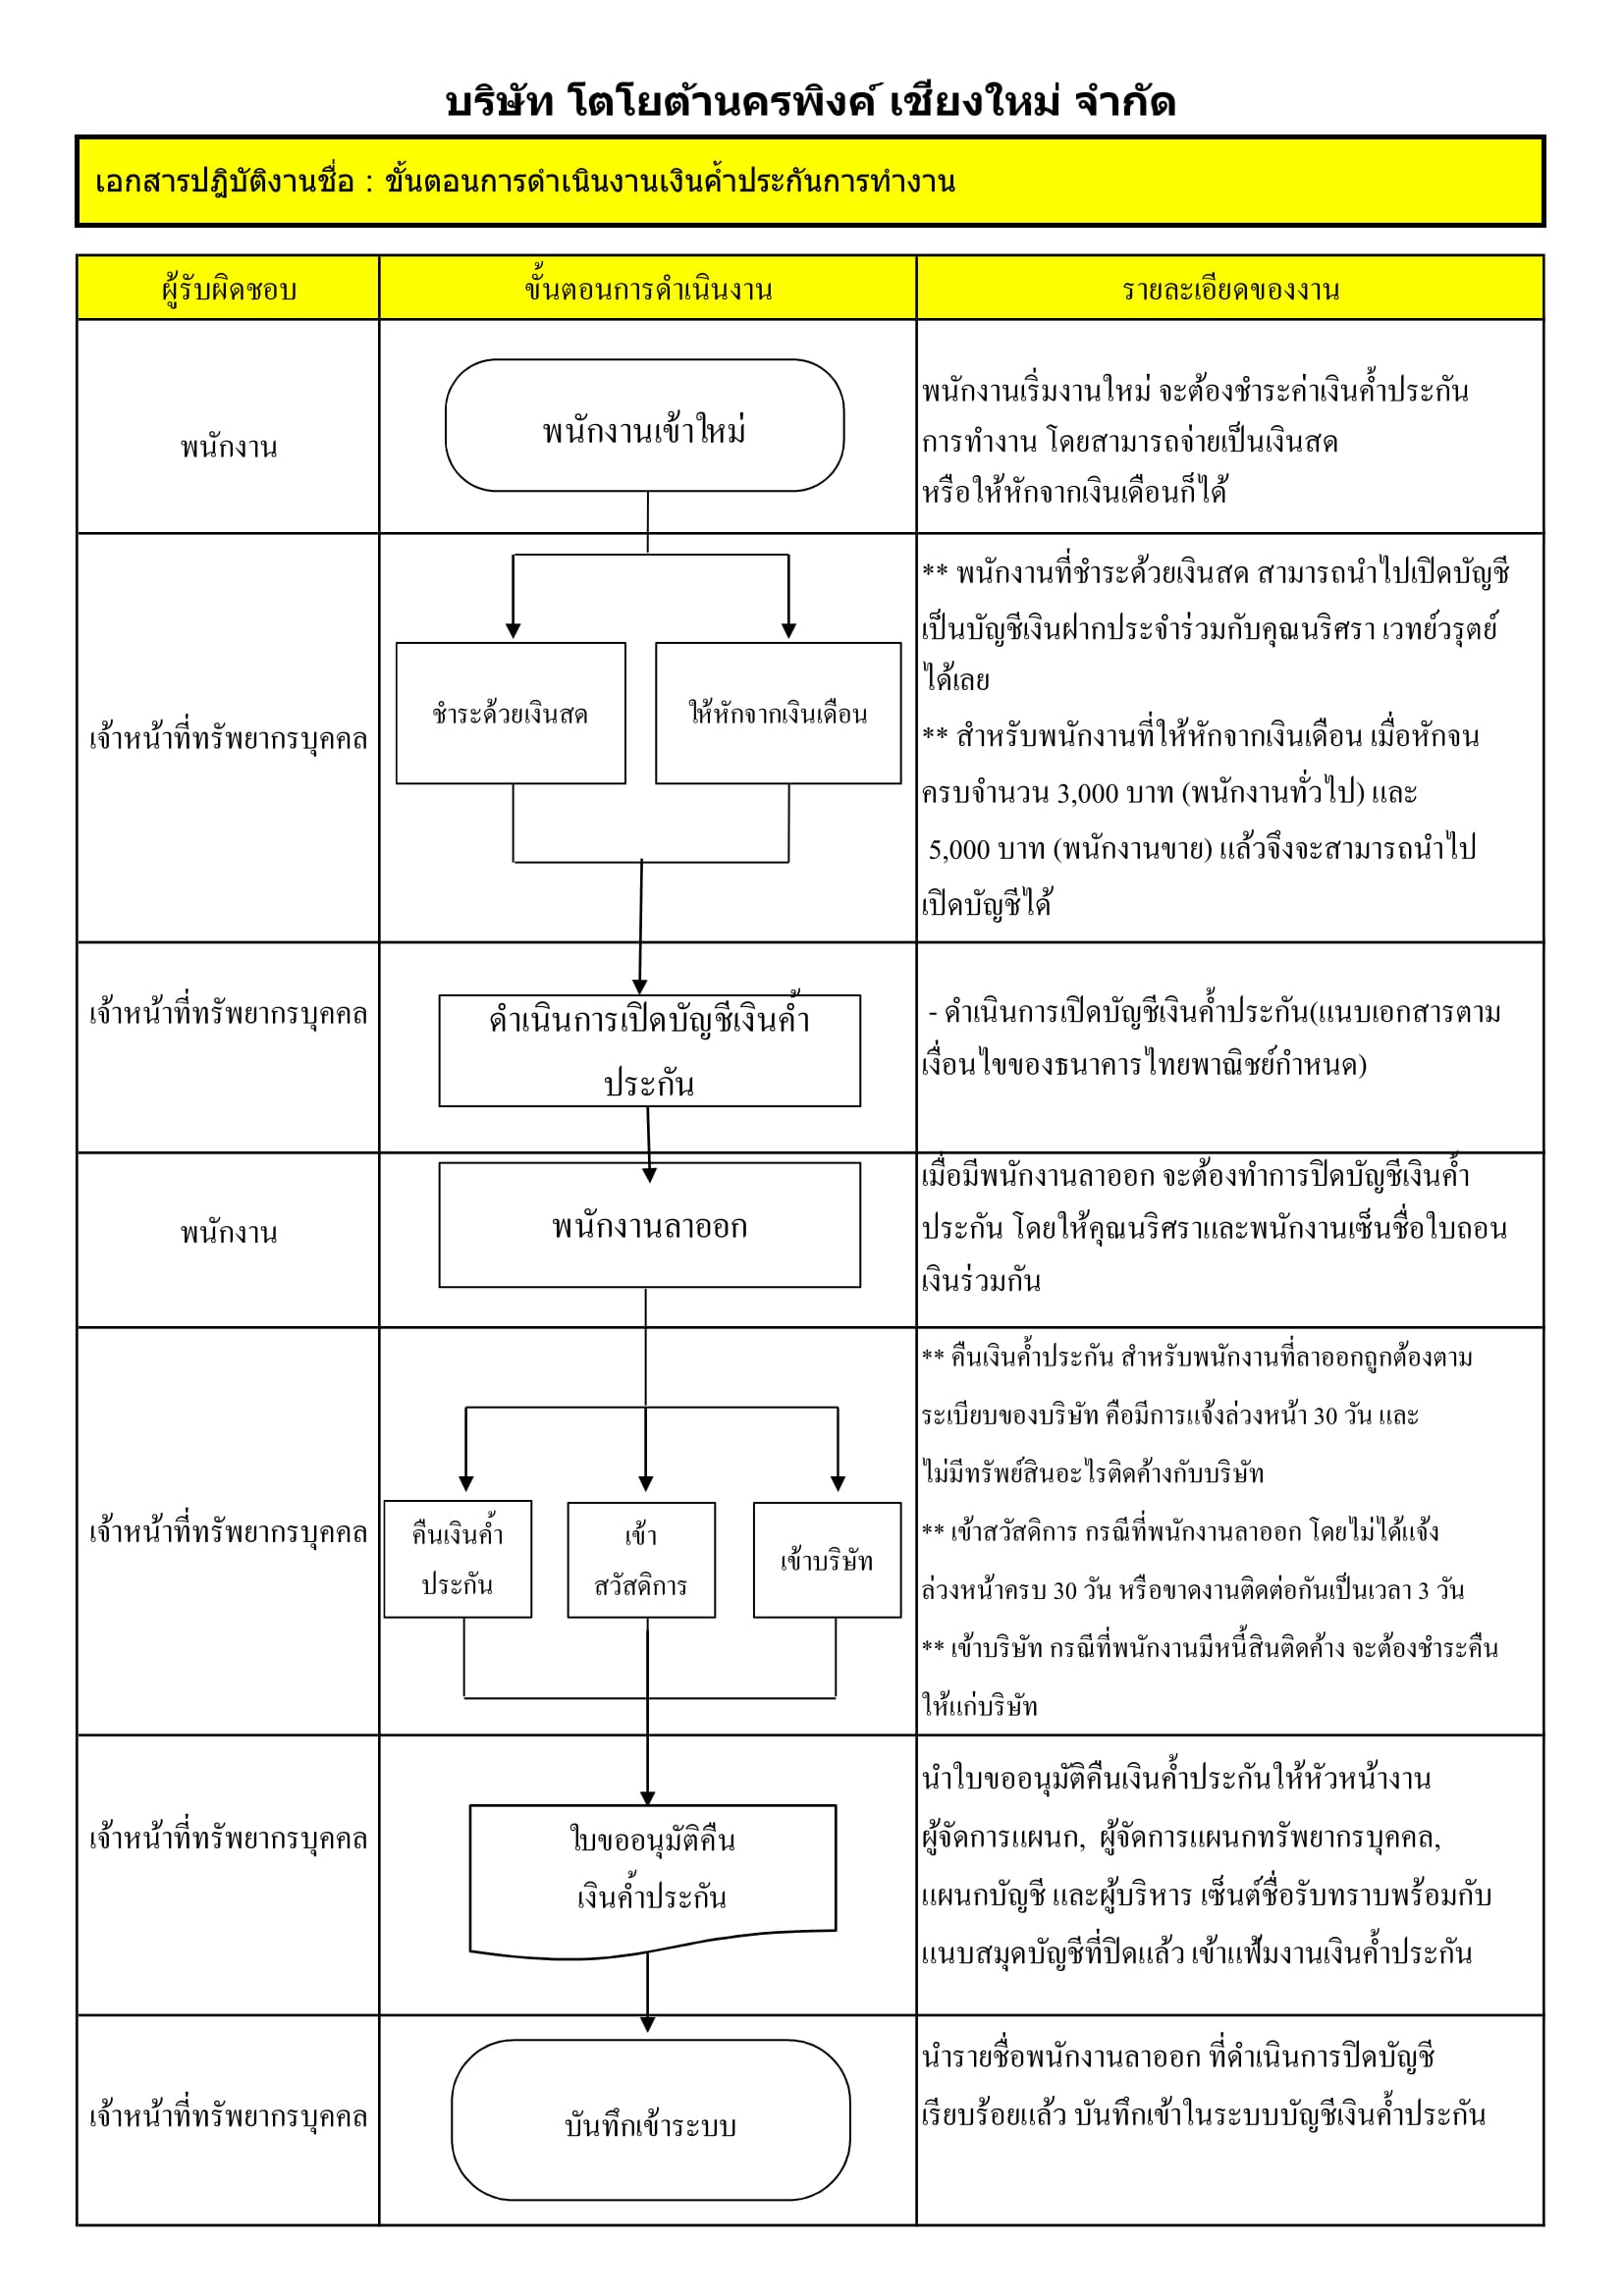 บริษัท โตโยต้านครพิงค์ เชียงใหม่ จำกัด
เอกสารปฎิบัติงานชื่อ : ขั้นตอนการดำเนินงานเงินค้ำประกันการทำงาน
ผู้รับผิดชอบ
ขั้นตอนการดำเนินงาน
รายละเอียดของงาน
พนักงาน
พนักงานเข้าใหม่
พนักงานเริ่มงานใหม่ จะต้องชำระค่าเงินค้ำประกัน
การทำงาน โดยสามารถจ่ายเป็นเงินสด
หรือให้หักจากเงินเดือนก็ได้
เจ้าหน้าที่ทรัพยากรบุคคล
ชำระด้วยเงินสด
ให้หักจากเงินเดือน
** พนักงานที่ชำระด้วยเงินสด สามารถนำไปเปิดบัญชี
เป็นบัญชีเงินฝากประจำร่วมกับคุณนริศรา เวทย์วรุตย์
ได้เลย
** สำหรับพนักงานที่ให้หักจากเงินเดือน เมื่อหักจน
ครบจำนวน 3,000 บาท (พนักงานทั่วไป) และ
5,000 บาท (พนักงานขาย) แล้วจึงจะสามารถนำไป
เปิดบัญชีได้
เจ้าหน้าที่ทรัพยากรบุคคล
ดำเนินการเปิดบัญชีเงินค้ำ
ประกัน
- ดำเนินการเปิดบัญชีเงินค้ำประกัน(แนบเอกสารตาม
เงื่อนไขของธนาคารไทยพาณิชย์กำหนด)
พนักงาน
พนักงานลาออก
เมื่อมีพนักงานลาออก จะต้องทำการปิดบัญชีเงินค้ำ
ประกัน โดยให้คุณนริศราและพนักงานเซ็นชื่อใบถอน
เงินร่วมกัน
เจ้าหน้าที่ทรัพยากรบุคคล
คืนเงินค้ำ
ประกัน
เข้า
สวัสดิการ
เข้าบริษัท
** คืนเงินค้ำประกัน สำหรับพนักงานที่ลาออกถูกต้องตาม
ระเบียบของบริษัท คือมีการแจ้งล่วงหน้า 30 วัน และ
ไม่มีทรัพย์สินอะไรติดค้างกับบริษัท
** เข้าสวัสดิการ กรณีที่พนักงานลาออก โดยไม่ได้แจ้ง
ล่วงหน้าครบ 30 วัน หรือขาดงานติดต่อกันเป็นเวลา 3 วัน
** เข้าบริษัท กรณีที่พนักงานมีหนี้สินติดค้าง จะต้องชำระคืน
ให้แก่บริษัท
เจ้าหน้าที่ทรัพยากรบุคคล
ใบขออนุมัติคืน
เงินค้ำประกัน
นำใบขออนุมัติคืนเงินค้ำประกันให้หัวหน้างาน
ผู้จัดการแผนก, ผู้จัดการแผนกทรัพยากรบุคคล,
แผนกบัญชี และผู้บริหาร เซ็นต์ชื่อรับทราบพร้อมกับ
แนบสมุดบัญชีที่ปิดแล้ว เข้าแฟ้มงานเงินค้ำประกัน
เจ้าหน้าที่ทรัพยากรบุคคล
บันทึกเข้าระบบ
นำรายชื่อพนักงานลาออก ที่ดำเนินการปิดบัญชี
เรียบร้อยแล้ว บันทึกเข้าในระบบบัญชีเงินค้ำประกัน